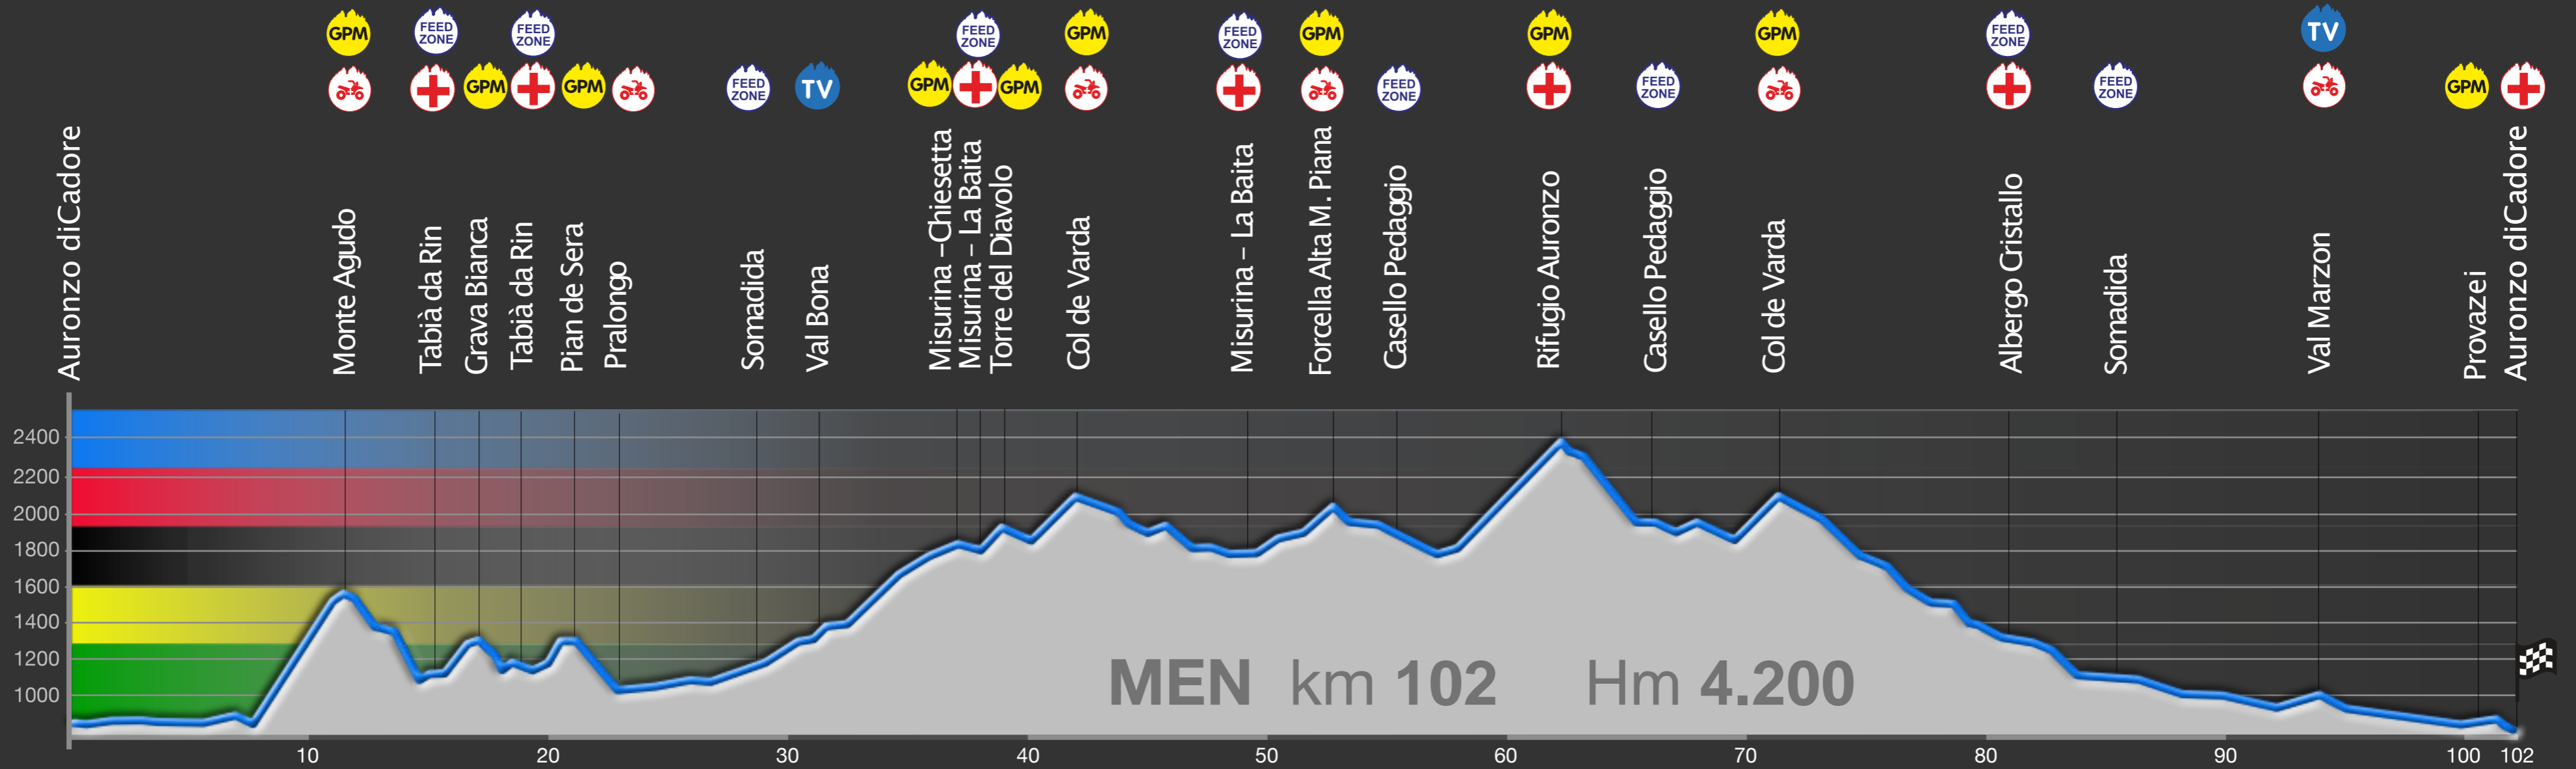 GPM
FEED ZONE
FEED ZONE
FEED ZONE
GPM
FEED ZONE
GPM
GPM
GPM
FEED ZONE
TV
GPM
GPM
FEED ZONE
TV
GPM
GPM
FEED ZONE
FEED ZONE
FEED ZONE
GPM
Auronzo diCadore
Monte Agudo
Tabià da Rin
Grava Bianca
Tabià da Rin
Pian de Sera
Pralongo
Somadida
Val Bona
Misurina –Chiesetta
Misurina – La Baita
Torre del Diavolo
Col de Varda
Misurina – La Baita
Forcella Alta M. Piana
Casello Pedaggio
Rifugio Auronzo
Casello Pedaggio
Col de Varda
Albergo Cristallo
Somadida
Val Marzon
Provazei
Auronzo diCadore
2400
2200
2000
1800
1600
1400
1200
1000
MEN km 102 Hm 4.200
10 20 30 40 50 60 70 80 90 100 102